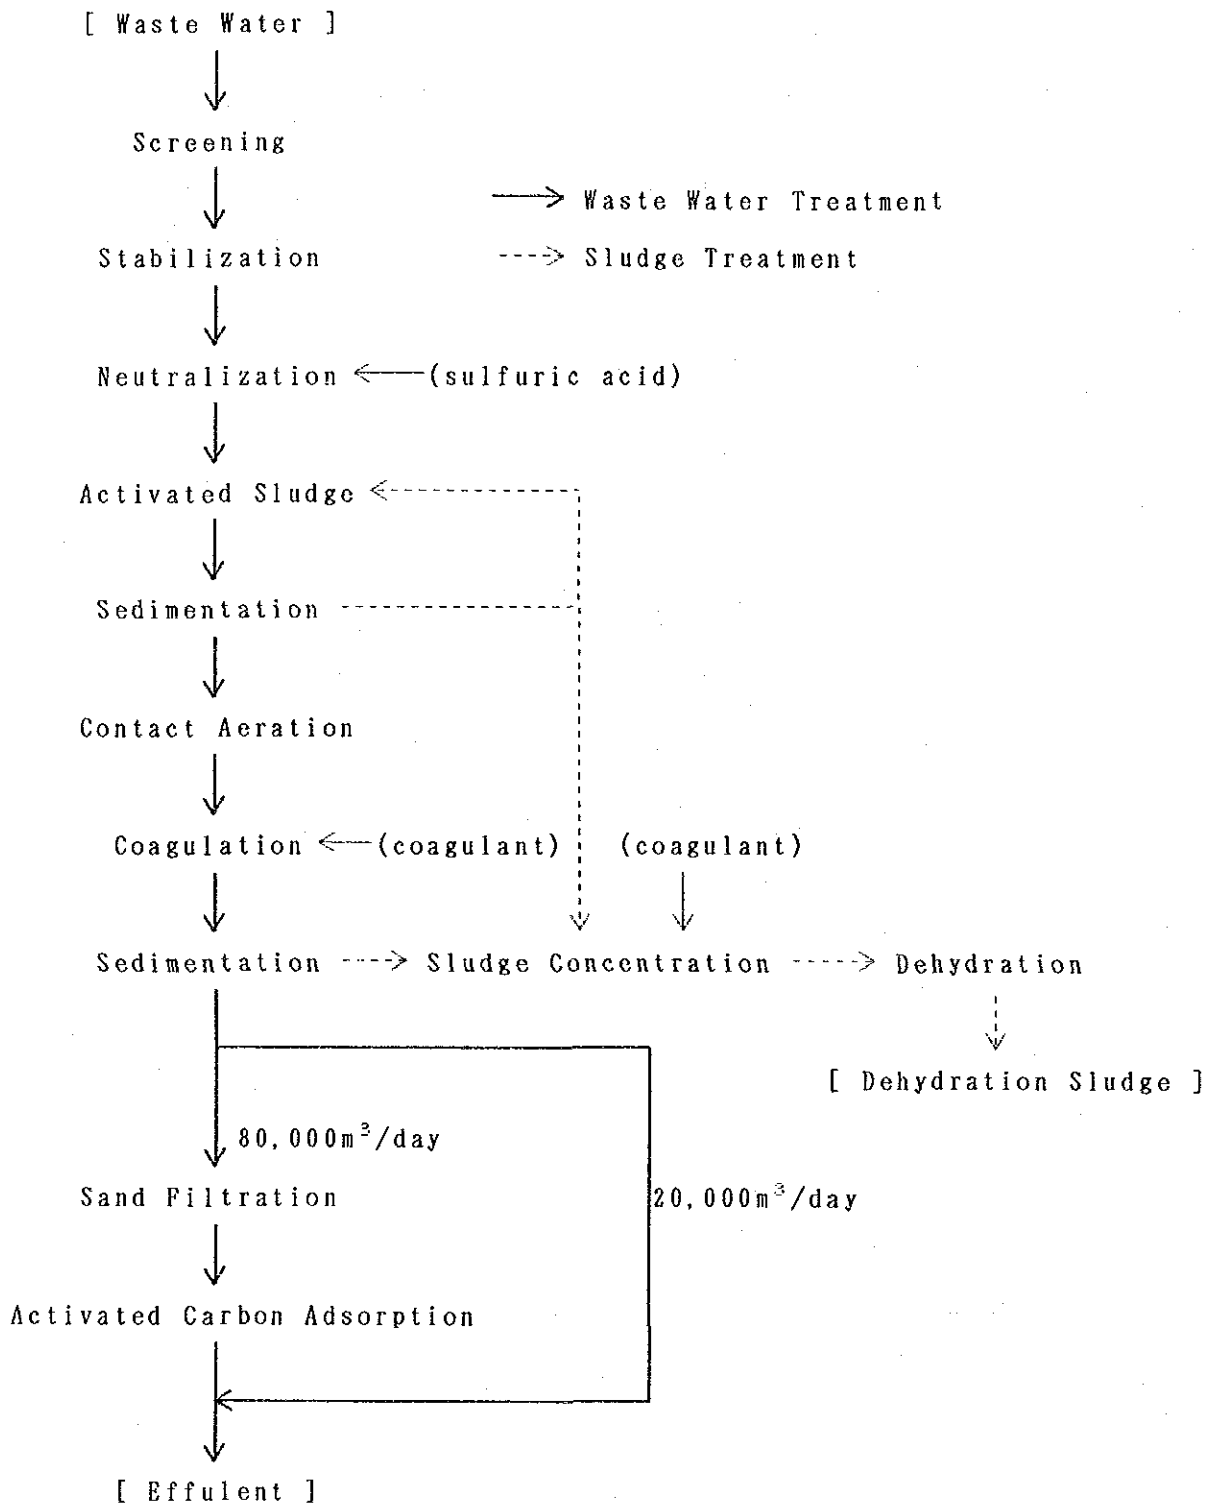 [ Waste Water ]
Screening
Waste Water Treatment
Stabilization
Sludge Treatment
Neutralization
(sulfuric acid)
Activated Sludge
Sedimentation
Contact Aeration
Coagulation
(coagulant)
(coagulant)
Sedimentation
Sludge Concentration
Dehydration
[ Dehydration Sludge ]
80,000m³/day
Sand Filtration
20,000m³/day
Activated Carbon Adsorption
[ Effulent ]